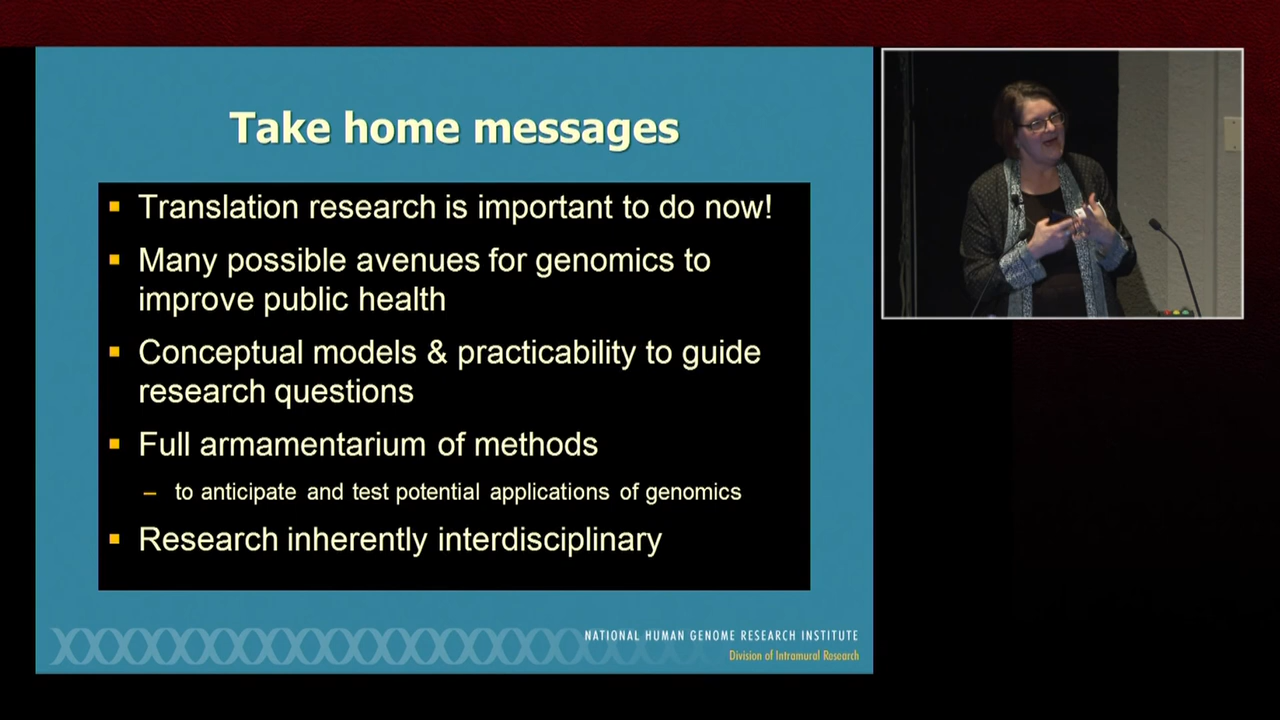 Take home messages
▪ Translation research is important to do now!
▪ Many possible avenues for genomics to
improve public health
▪ Conceptual models & practicability to guide
research questions
▪ Full armamentarium of methods
– to anticipate and test potential applications of genomics
▪ Research inherently interdisciplinary
NATIONAL HUMAN GENOME RESEARCH INSTITUTE
Division of Intramural Research